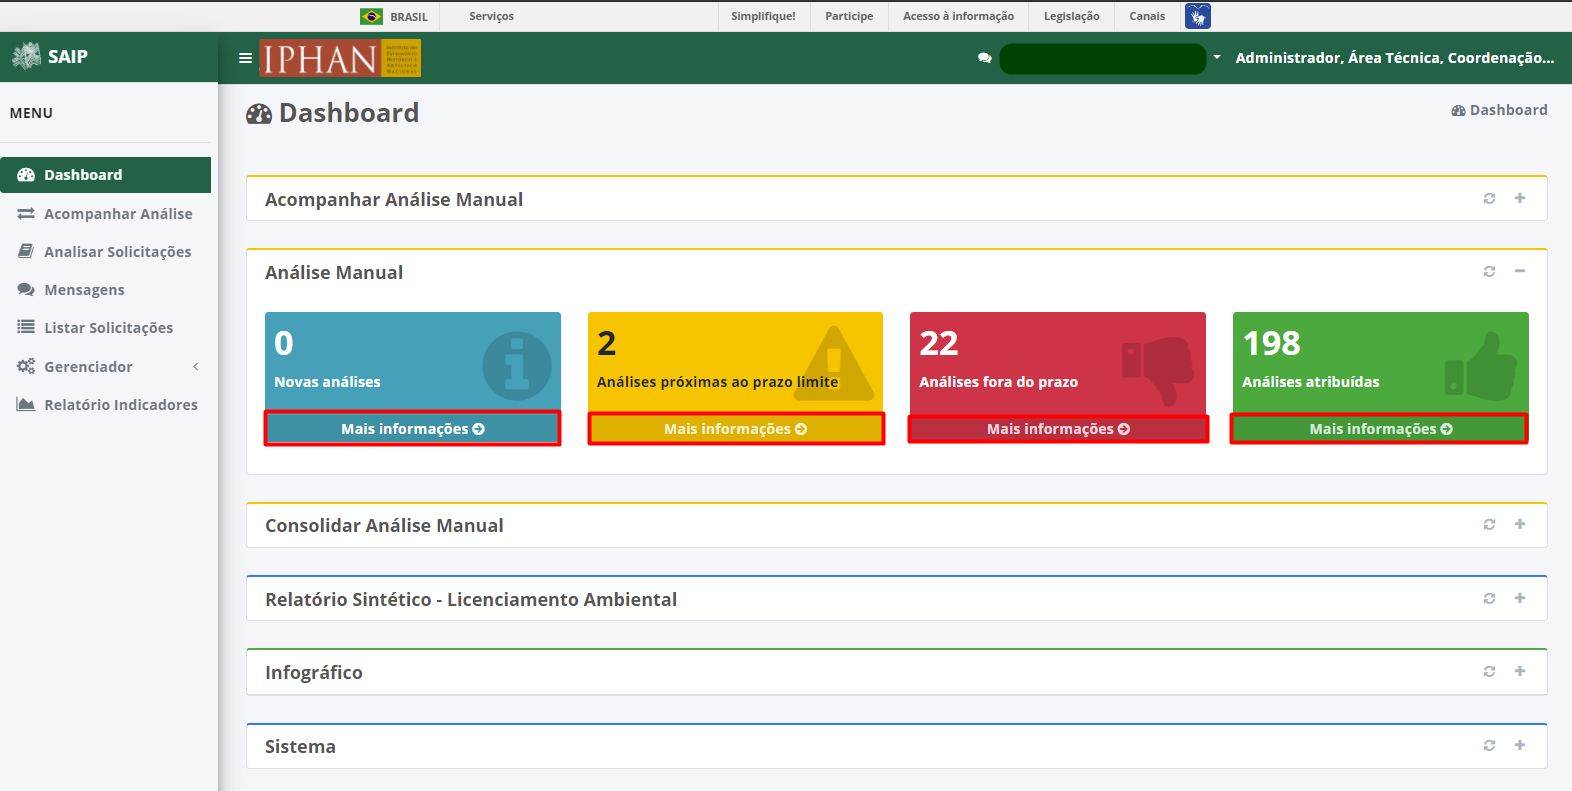 BRASIL Serviços Simplifique! Participe Acesso à informação Legislação Canais
SAIP
IPHAN
Administrador, Área Técnica, Coordenação...
MENU
Dashboard
Acompanhar Análise
Analisar Solicitações
Mensagens
Listar Solicitações
Gerenciador
Relatório Indicadores
Dashboard
Dashboard
Acompanhar Análise Manual
Análise Manual
0
Novas análises
Mais informações
2
Análises próximas ao prazo limite
Mais informações
22
Análises fora do prazo
Mais informações
198
Análises atribuídas
Mais informações
Consolidar Análise Manual
Relatório Sintético - Licenciamento Ambiental
Infográfico
Sistema